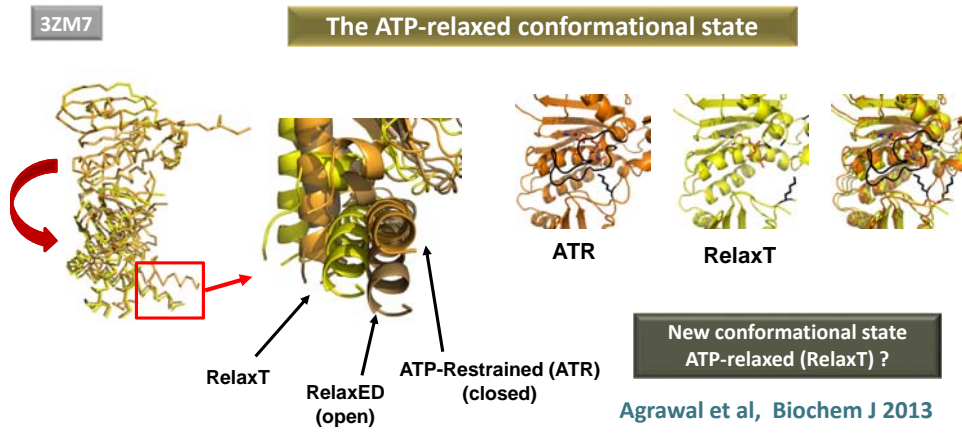 3ZM7
The ATP-relaxed conformational state
ATR
RelaxT
RelaxT
RelaxED
(open)
ATP-Restrained (ATR)
(closed)
New conformational state
ATP-relaxed (RelaxT) ?
Agrawal et al, Biochem J 2013